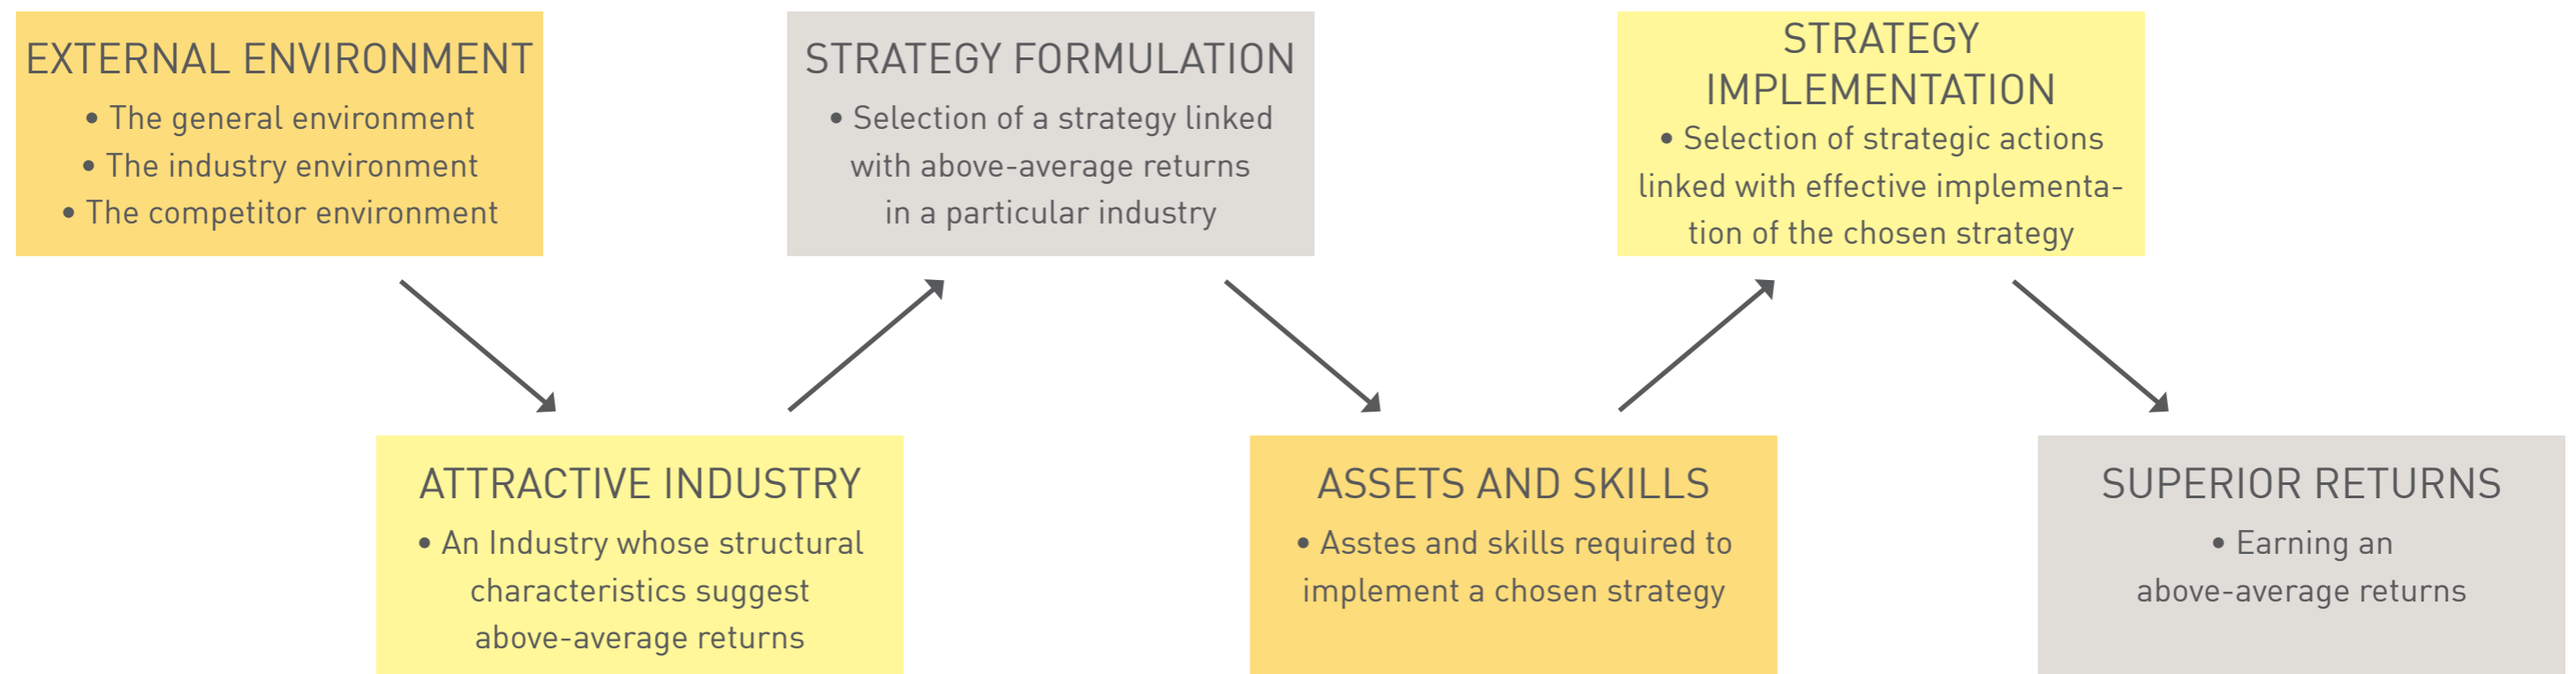 EXTERNAL ENVIRONMENT
• The general environment
• The industry environment
• The competitor environment
ATTRACTIVE INDUSTRY
• An Industry whose structural
characteristics suggest
above-average returns
STRATEGY FORMULATION
• Selection of a strategy linked
with above-average returns
in a particular industry
ASSETS AND SKILLS
• Asstes and skills required to
implement a chosen strategy
STRATEGY
IMPLEMENTATION
• Selection of strategic actions
linked with effective implementa-
tion of the chosen strategy
SUPERIOR RETURNS
• Earning an
above-average returns